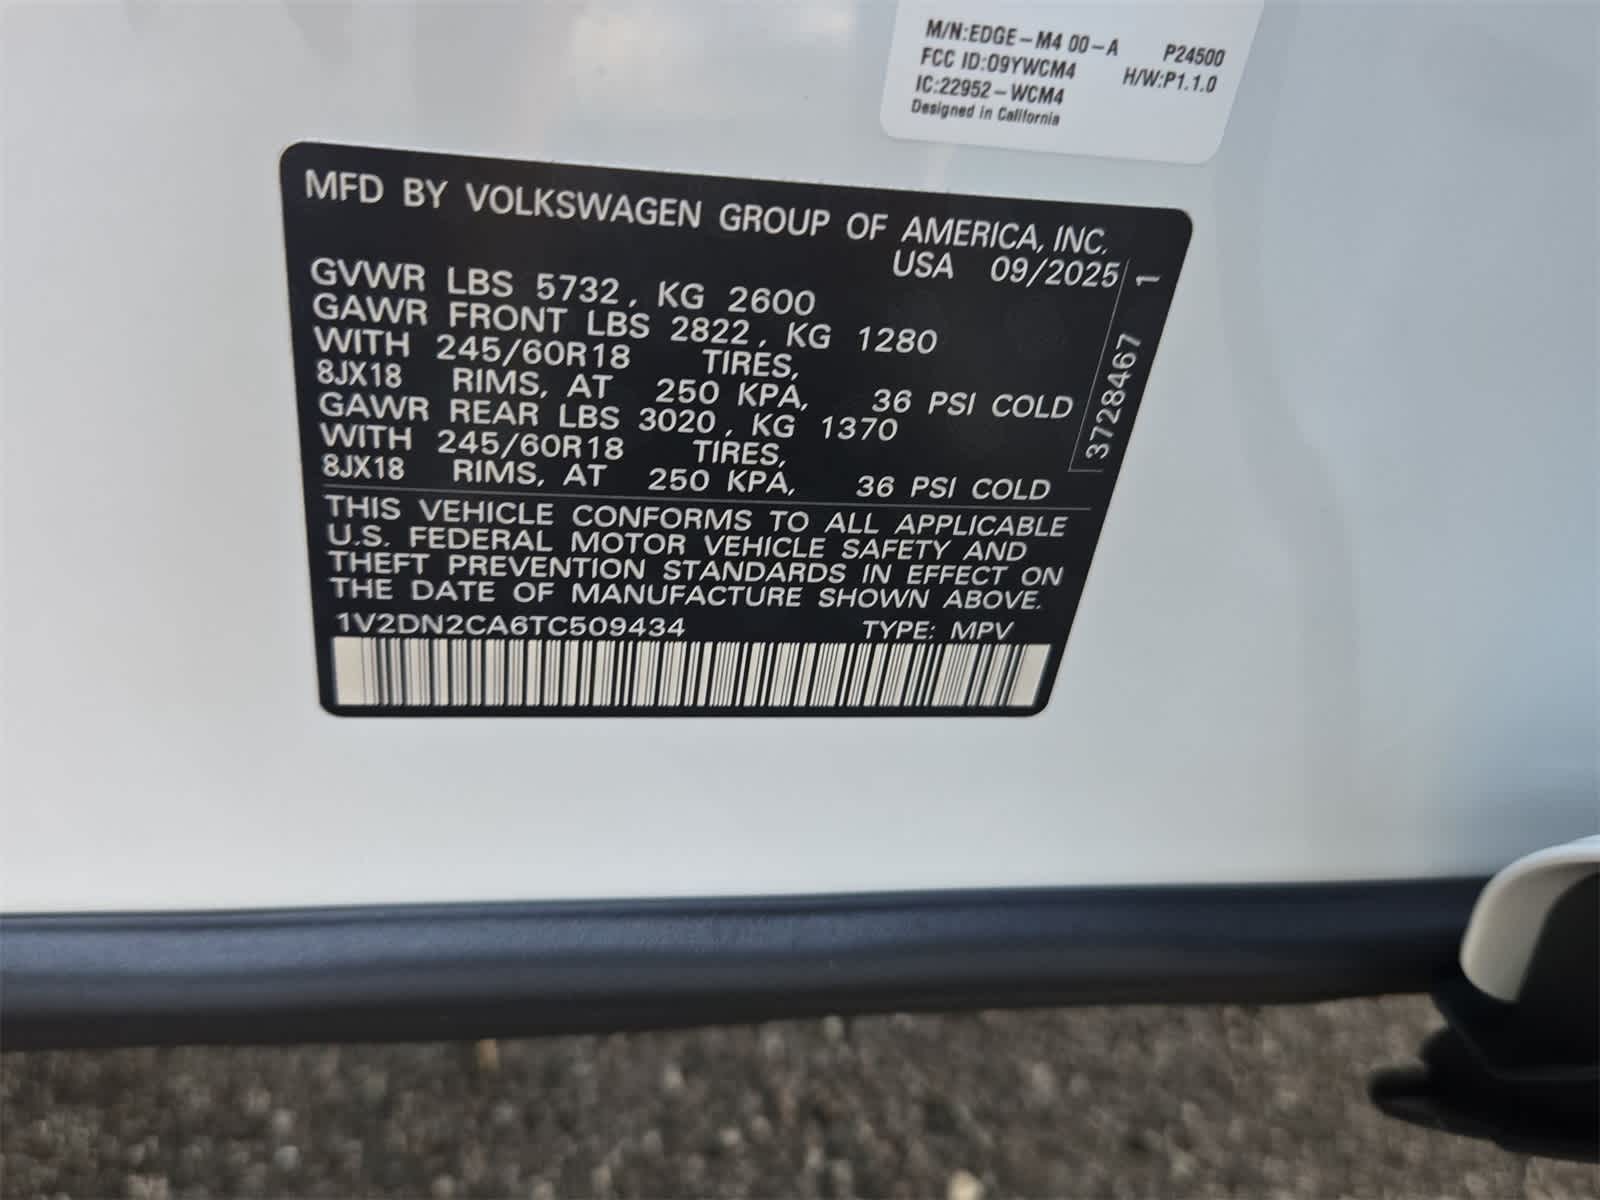 M/N:EDGE-M4 00-A P24500
FCC ID:O9YWCM4 H/W:P1.1.0
IC:22952-WCM4
Designed in California
MFD BY VOLKSWAGEN GROUP OF AMERICA, INC.
USA 09/2025
GVWR LBS 5732, KG 2600
GAWR FRONT LBS 2822, KG 1280
WITH 245/60R18 TIRES,
8JX18 RIMS, AT 250 KPA, 36 PSI COLD
GAWR REAR LBS 3020, KG 1370
WITH 245/60R18 TIRES,
8JX18 RIMS, AT 250 KPA, 36 PSI COLD
3728467 1
THIS VEHICLE CONFORMS TO ALL APPLICABLE
U.S. FEDERAL MOTOR VEHICLE SAFETY AND
THEFT PREVENTION STANDARDS IN EFFECT ON
THE DATE OF MANUFACTURE SHOWN ABOVE.
1V2DN2CA6TC509434 TYPE: MPV